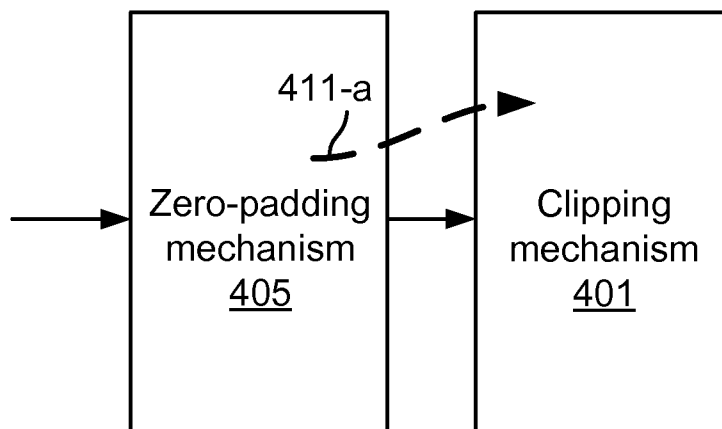 411-a
Zero-padding
mechanism
405
Clipping
mechanism
401